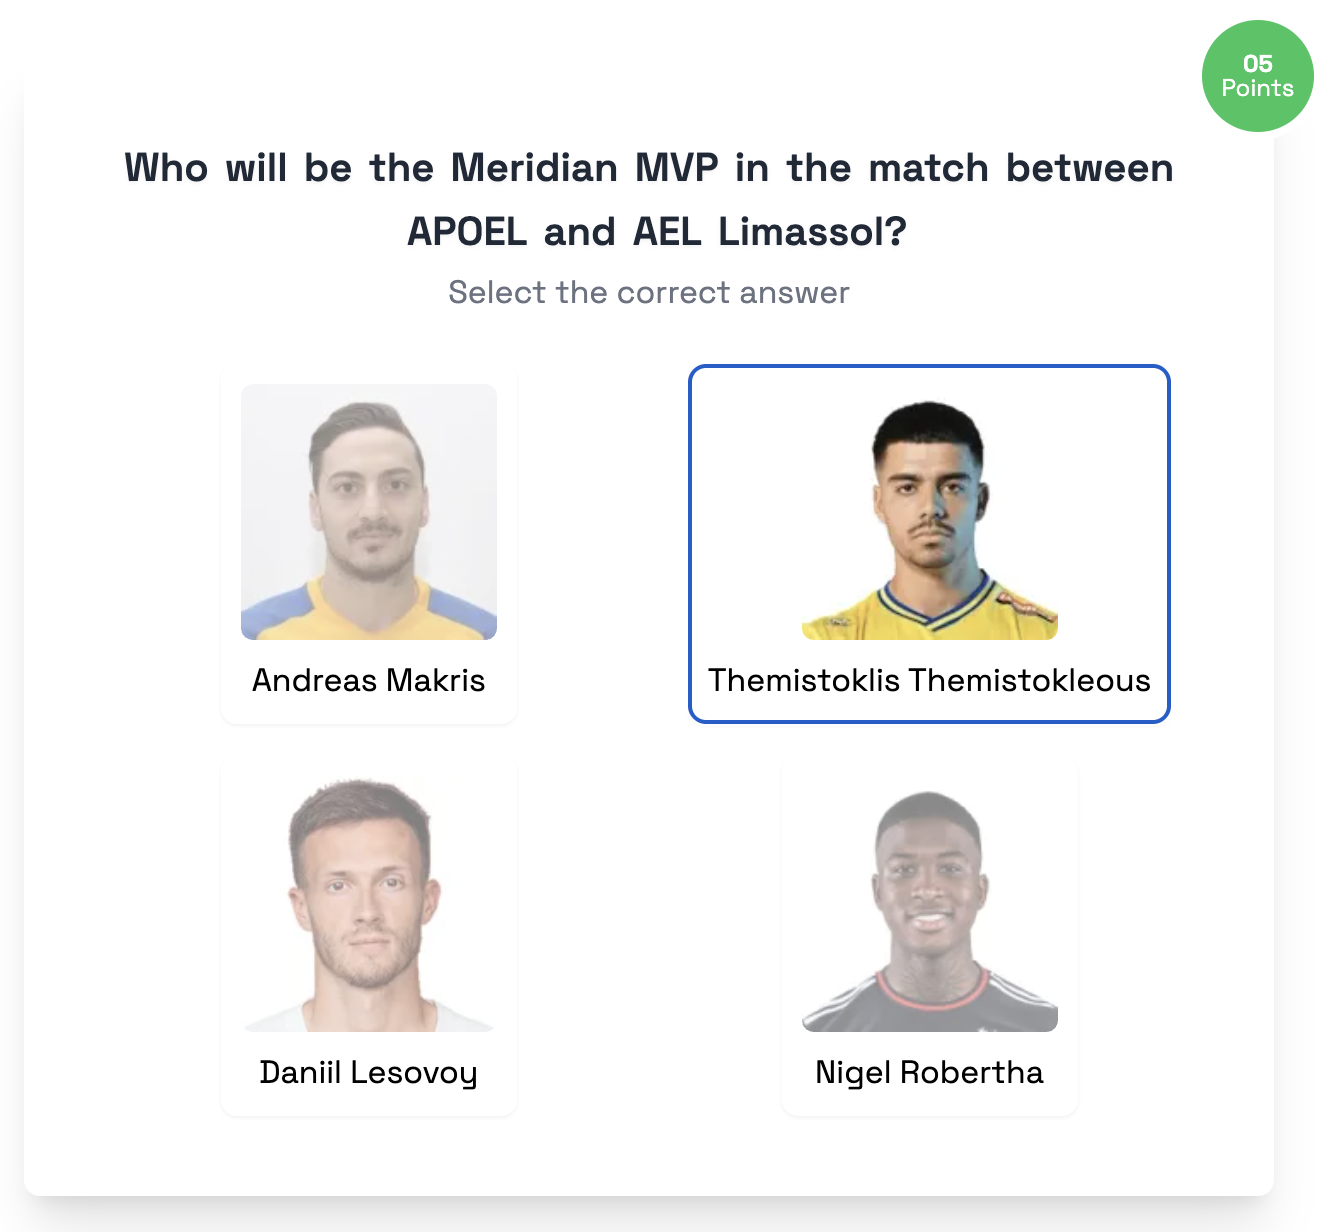 05
Points
Who will be the Meridian MVP in the match between
APOEL and AEL Limassol?
Select the correct answer
Andreas Makris
Themistoklis Themistokleous
Daniil Lesovoy
Nigel Robertha